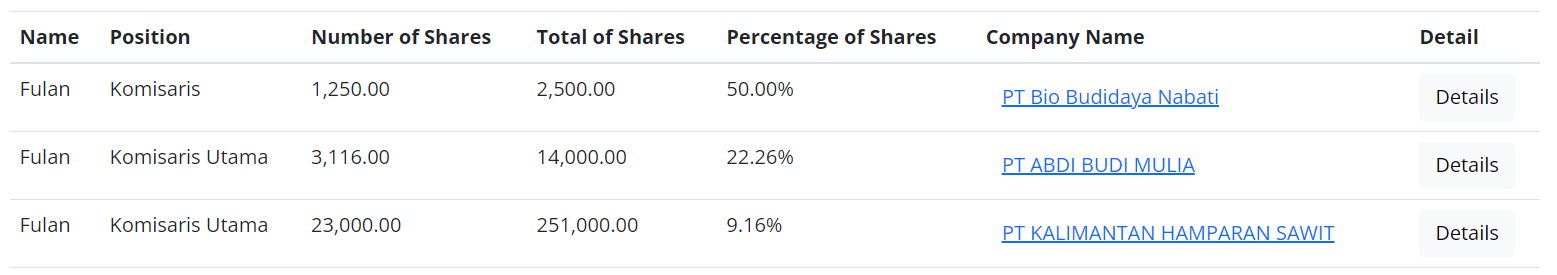 Name Position Number of Shares Total of Shares Percentage of Shares Company Name Detail
Fulan Komisaris 1,250.00 2,500.00 50.00% PT Bio Budidaya Nabati Details
Fulan Komisaris Utama 3,116.00 14,000.00 22.26% PT ABDI BUDI MULIA Details
Fulan Komisaris Utama 23,000.00 251,000.00 9.16% PT KALIMANTAN HAMPARAN SAWIT Details